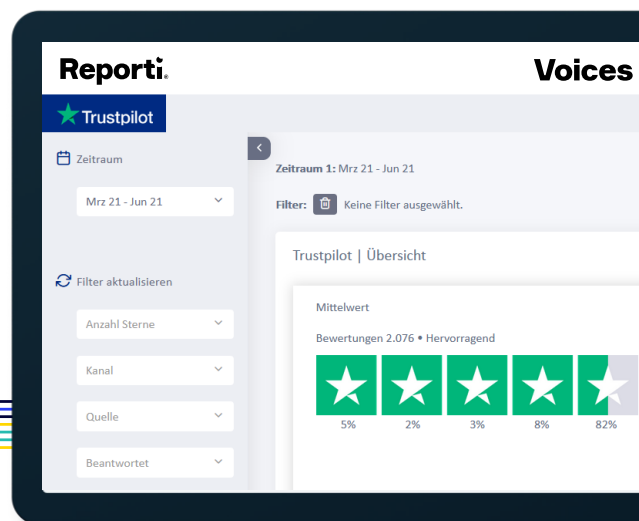 Reporti.
Voices
Trustpilot
Zeitraum
Mrz 21 - Jun 21
Filter aktualisieren
Anzahl Sterne
Kanal
Quelle
Beantwortet
Zeitraum 1: Mrz 21 - Jun 21
Filter: Keine Filter ausgewählt.
Trustpilot | Übersicht
Mittelwert
Bewertungen 2.076 • Hervorragend
5% 2% 3% 8% 82%